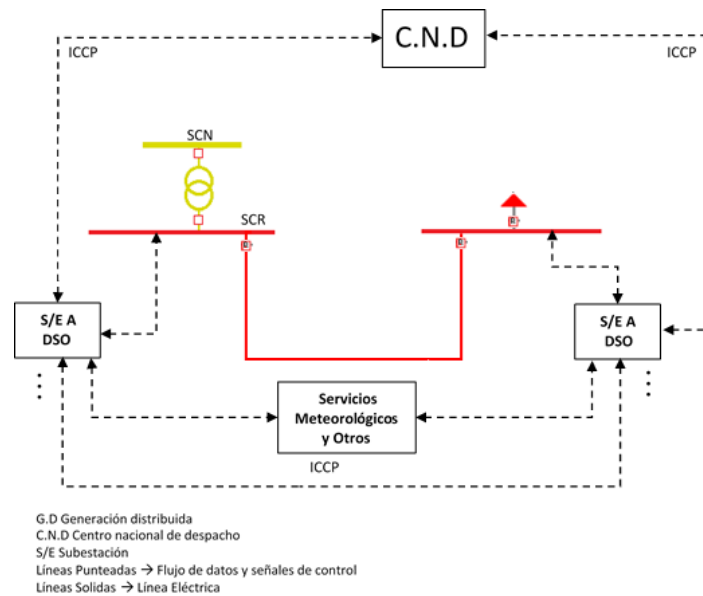 C.N.D
ICCP
ICCP
SCN
SCR
S/E A
DSO
S/E A
DSO
Servicios
Meteorológicos
y Otros
ICCP
G.D Generación distribuida
C.N.D Centro nacional de despacho
S/E Subestación
Líneas Punteadas → Flujo de datos y señales de control
Líneas Solidas → Línea Eléctrica